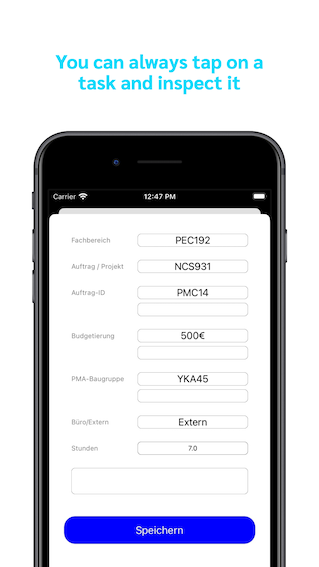 You can always tap on a
task and inspect it
Carrier 12:47 PM
Fachbereich PEC192
Auftrag / Projekt NCS931
Auftrag-ID PMC14
Budgetierung 500€
PMA-Baugruppe YKA45
Büro/Extern Extern
Stunden 7.0
Speichern